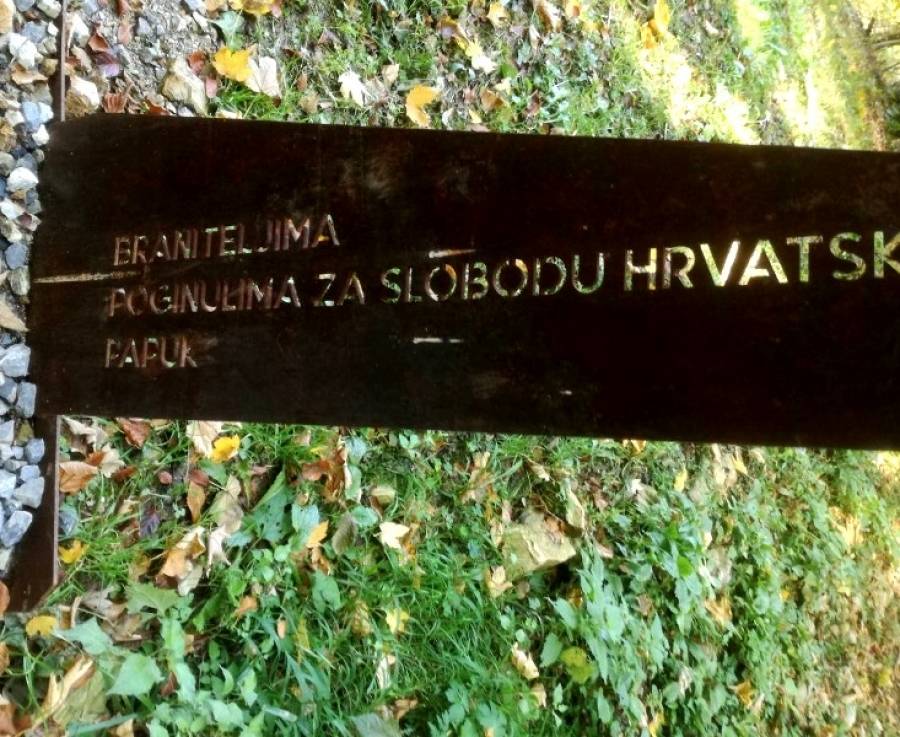 BRANITELJIMA
POGINULIMA ZA SLOBODU HRVATSK
PAPUK